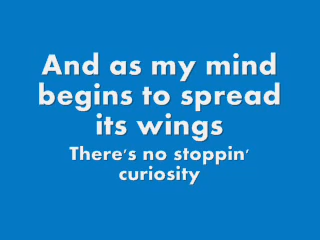 And as my mind
begins to spread
its wings
There's no stoppin'
curiosity